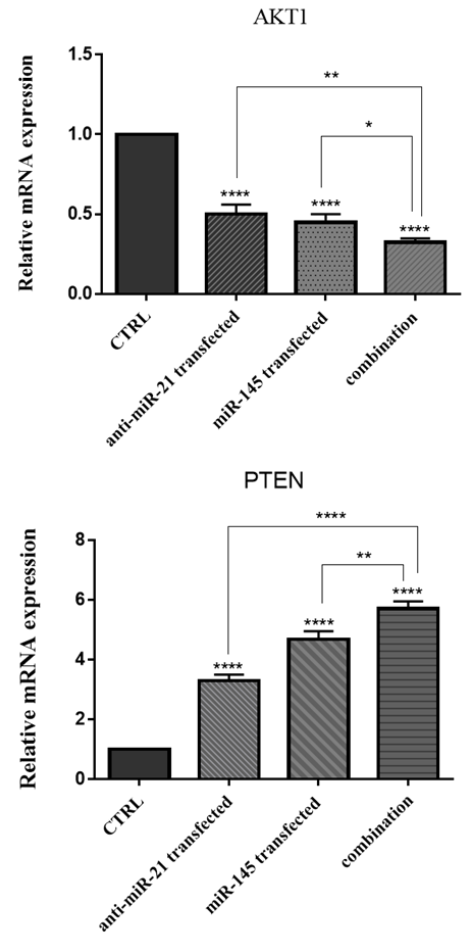 AKT1
Relative mRNA expression
1.5
1.0
0.5
0.0
**
*
****
****
****
CTRL
anti-miR-21 transfected
miR-145 transfected
combination
PTEN
Relative mRNA expression
8
6
4
2
0
****
**
****
****
****
CTRL
anti-miR-21 transfected
miR-145 transfected
combination